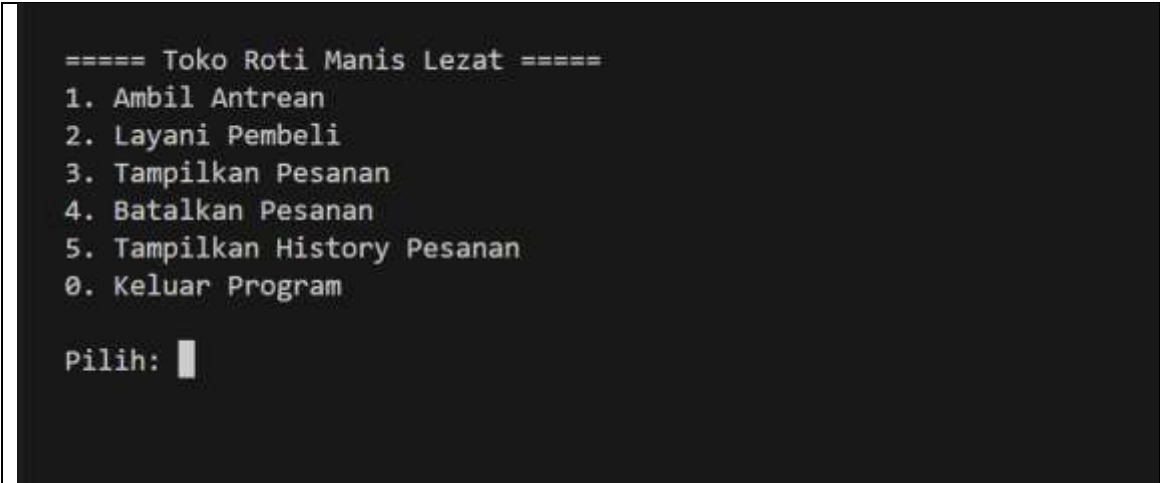 ===== Toko Roti Manis Lezat =====
1. Ambil Antrean
2. Layani Pembeli
3. Tampilkan Pesanan
4. Batalkan Pesanan
5. Tampilkan History Pesanan
0. Keluar Program
Pilih: